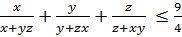 x/(x+yz) + y/(y+zx) + z/(z+xy) ≤ 9/4